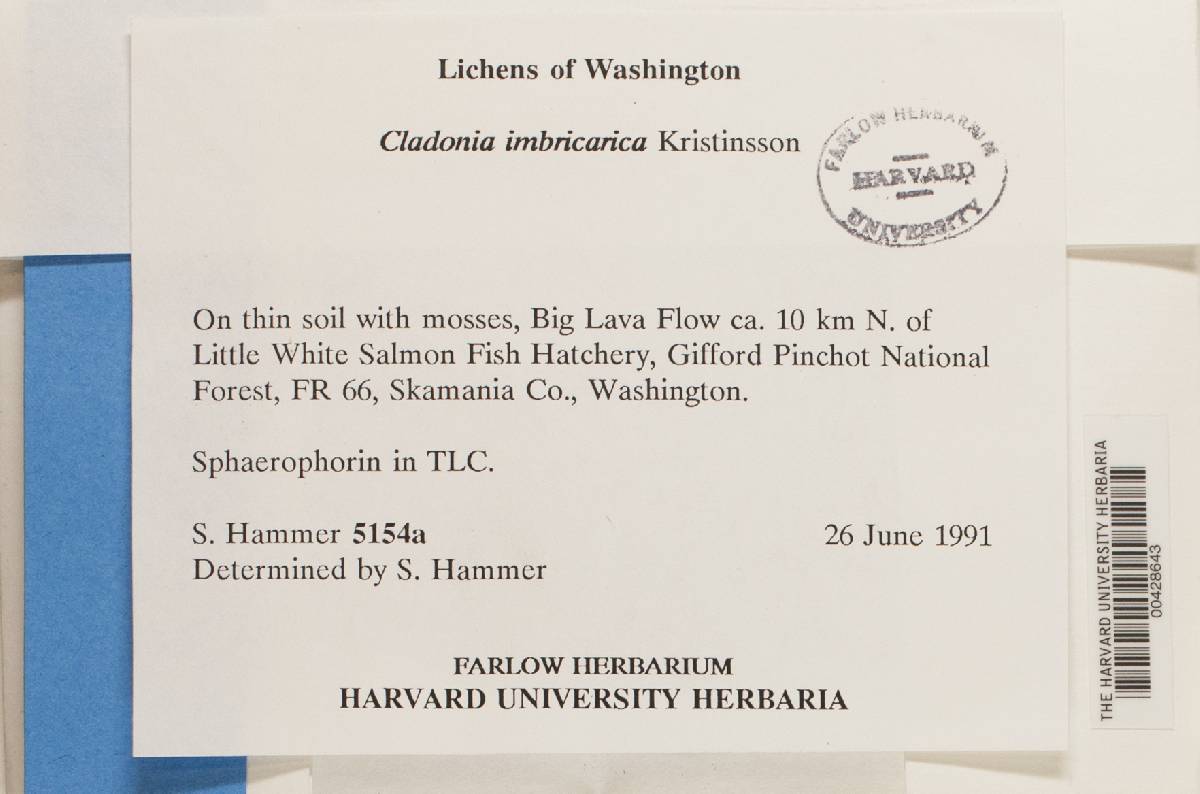 Lichens of Washington
Cladonia imbricarica Kristinsson
FARLOW HERBARIUM
HARVARD
UNIVERSITY
On thin soil with mosses, Big Lava Flow ca. 10 km N. of
Little White Salmon Fish Hatchery, Gifford Pinchot National
Forest, FR 66, Skamania Co., Washington.
Sphaerophorin in TLC.
S. Hammer 5154a 26 June 1991
Determined by S. Hammer
FARLOW HERBARIUM
HARVARD UNIVERSITY HERBARIA
THE HARVARD UNIVERSITY HERBARIA
00428643